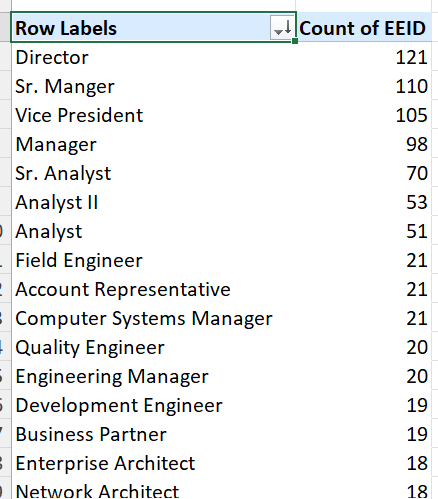 Row Labels Count of EEID
Director 121
Sr. Manger 110
Vice President 105
Manager 98
Sr. Analyst 70
Analyst II 53
Analyst 51
Field Engineer 21
Account Representative 21
Computer Systems Manager 21
Quality Engineer 20
Engineering Manager 20
Development Engineer 19
Business Partner 19
Enterprise Architect 18
Network Architect 18